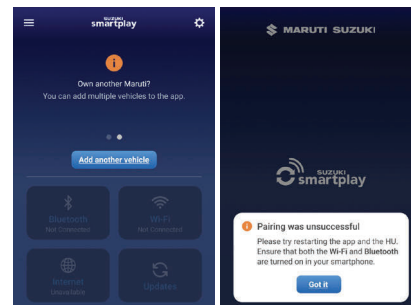 SUZUKI
smartplay
Own another Maruti?
You can add multiple vehicles to the app.
Add another vehicle
Bluetooth
Not Connected
Wi-Fi
Not Connected
Internet
Unavailable
Updates
MARUTI SUZUKI
SUZUKI
smartplay
Pairing was unsuccessful
Please try restarting the app and the HU.
Ensure that both the Wi-Fi and Bluetooth
are turned on in your smartphone.
Got it